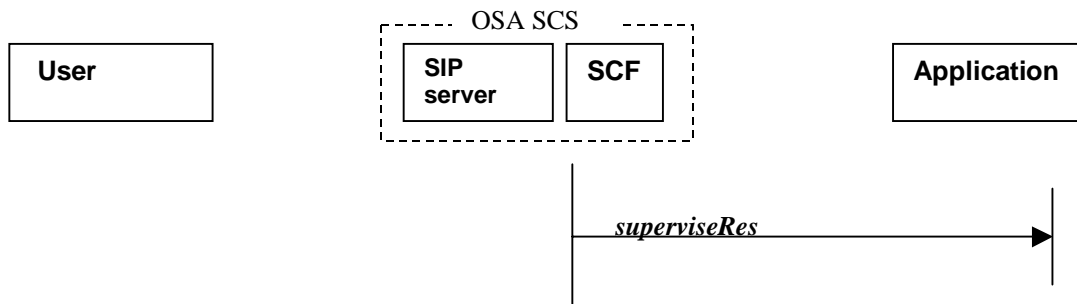 OSA SCS
User
SIP
server
SCF
Application
superviseRes